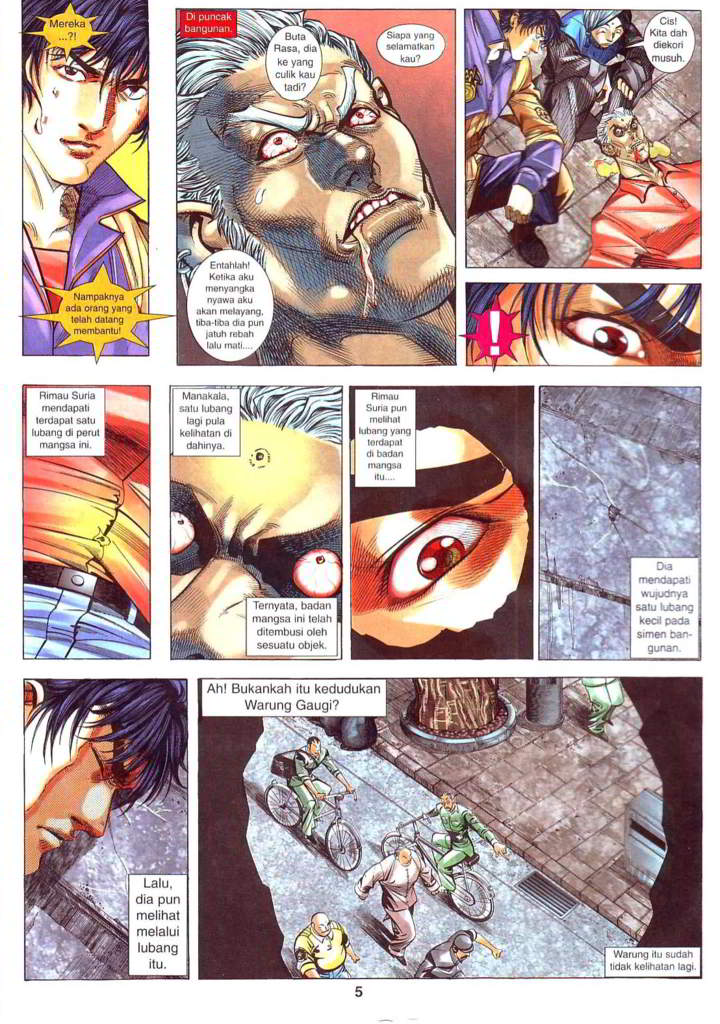 Mereka
...?!
Nampaknya
ada orang yang
telah datang
membantu!
Di puncak
bangunan.
Buta
Rasa, dia
ke yang
culik kau
tadi?
Siapa yang
selamatkan
kau?
Entahlah!
Ketika aku
menyangka
nyawa aku
akan melayang,
tiba-tiba dia pun
jatuh rebah
lalu mati....
Cis!
Kita dah
diekori
musuh.
!
Rimau Suria
mendapati
terdapat satu
lubang di perut
mangsa ini.
Manakala,
satu lubang
lagi pula
kelihatan di
dahinya.
Ternyata, badan
mangsa ini telah
ditembusi oleh
sesuatu objek.
Rimau
Suria pun
melihat
lubang yang
terdapat
di badan
mangsa
itu....
Dia
mendapati
wujudnya
satu lubang
kecil pada
simen ban-
gunan.
Lalu,
dia pun
melihat
melalui
lubang
itu.
Ah! Bukankah itu kedudukan
Warung Gaugi?
Warung itu sudah
tidak kelihatan lagi.
5